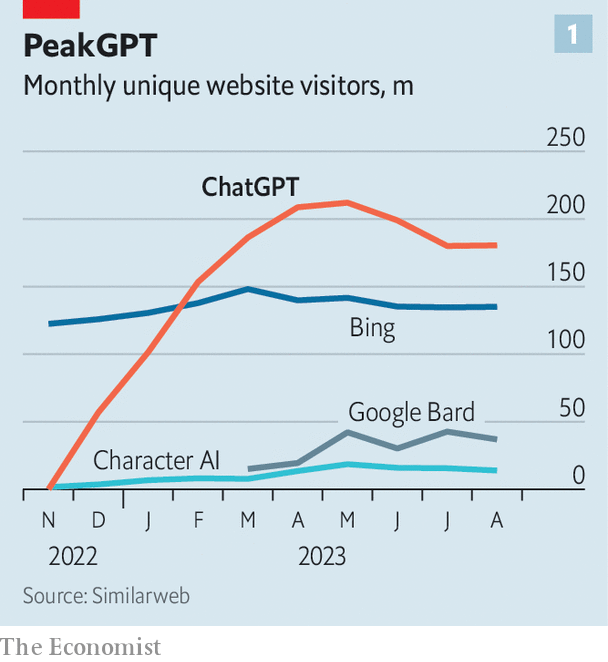 PeakGPT
1
Monthly unique website visitors, m
250
ChatGPT
200
150
Bing
100
Google Bard
50
Character AI
0
N D J F M A M J J A
2022 2023
Source: Similarweb
The Economist